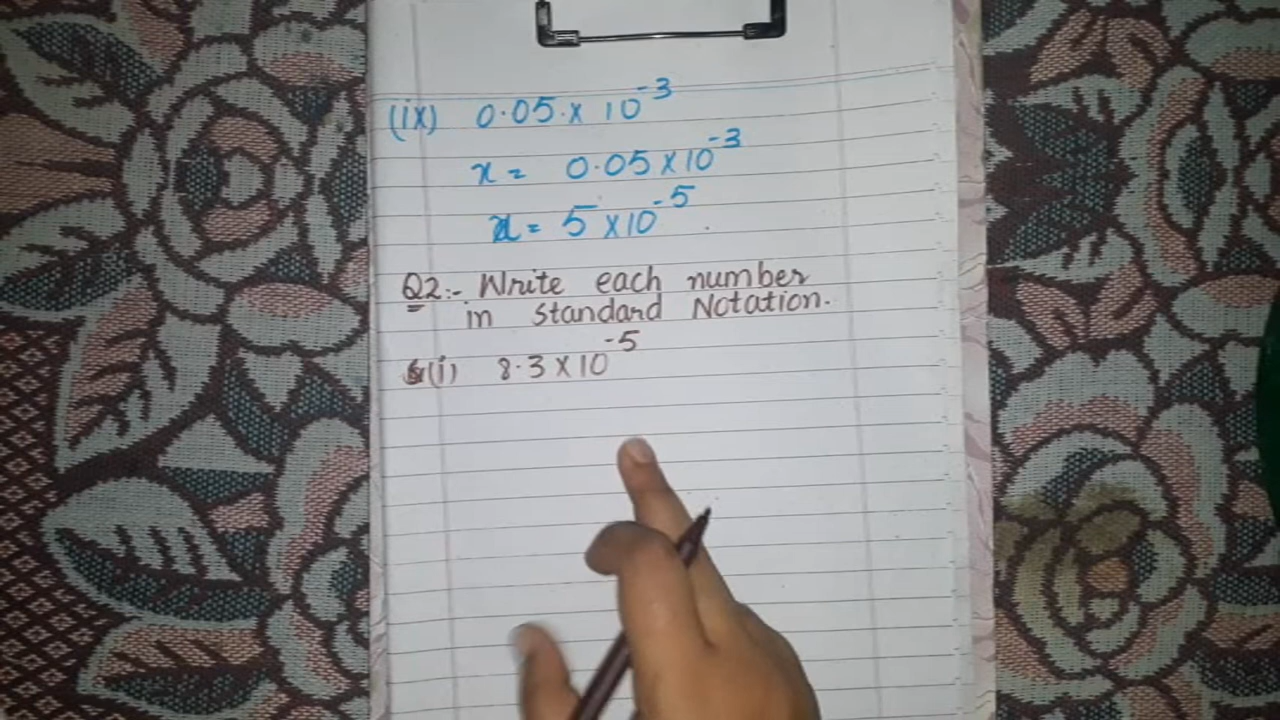 (ix) 0.05 × 10⁻³
x = 0.05 × 10⁻³
x = 5 × 10⁻⁵.
Q2:- Write each number
in standard Notation.
(i) 8.3 × 10⁻⁵